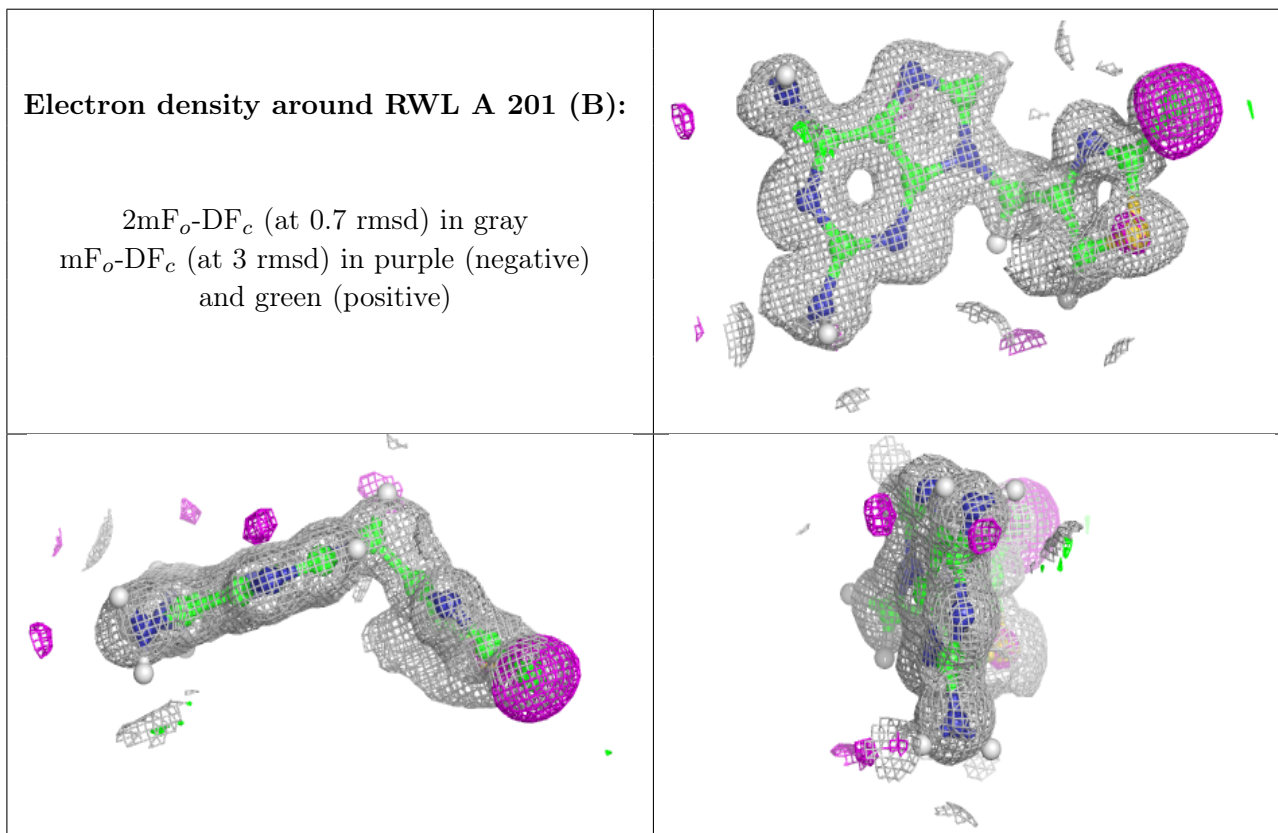 Electron density around RWL A 201 (B):
2mFₒ-DF𝒸 (at 0.7 rmsd) in gray
mFₒ-DF𝒸 (at 3 rmsd) in purple (negative)
and green (positive)